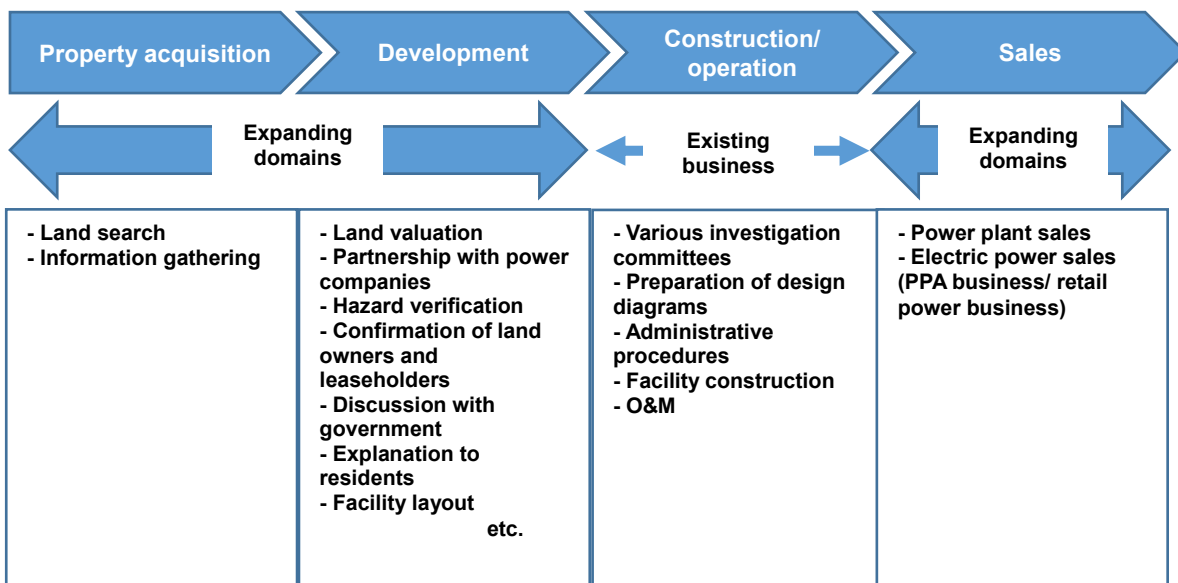 Property acquisition
Development
Construction/
operation
Sales
Expanding
domains
Existing
business
Expanding
domains
- Land search
- Information gathering
- Land valuation
- Partnership with power
companies
- Hazard verification
- Confirmation of land
owners and
leaseholders
- Discussion with
government
- Explanation to
residents
- Facility layout
etc.
- Various investigation
committees
- Preparation of design
diagrams
- Administrative
procedures
- Facility construction
- O&M
- Power plant sales
- Electric power sales
(PPA business/ retail
power business)